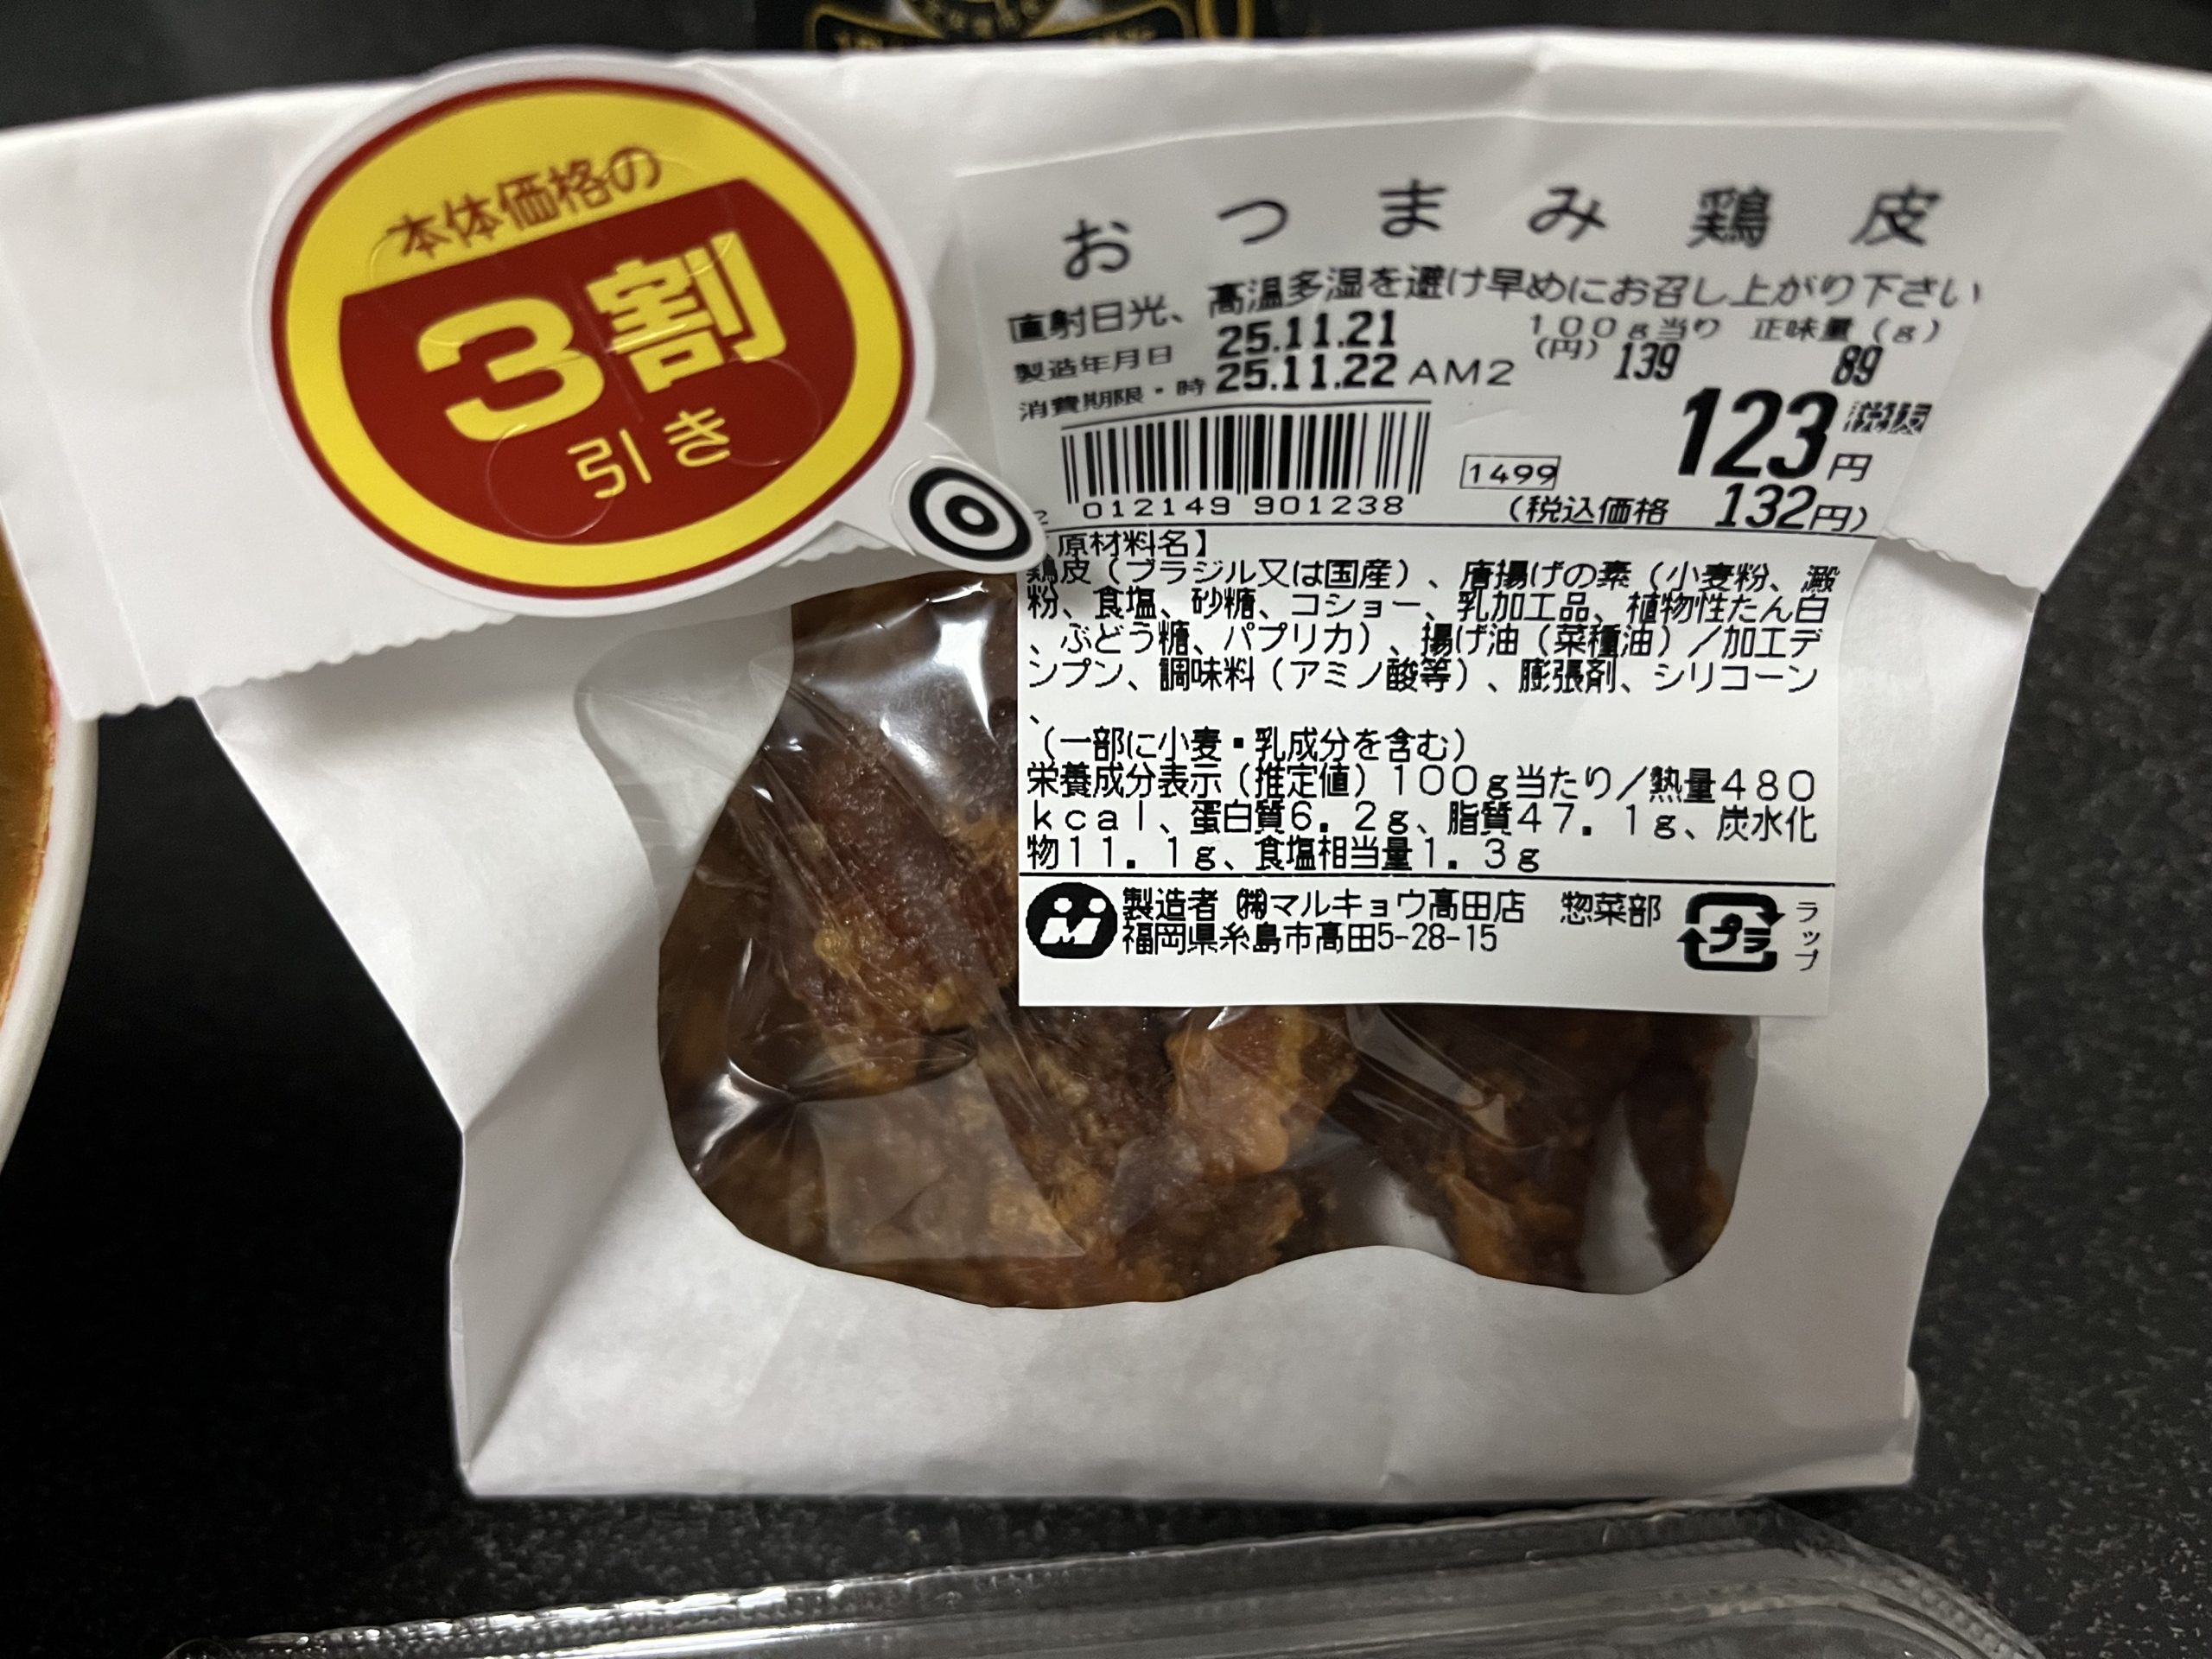 本体価格の
3割
引き
おつまみ鶏皮
直射日光、高温多湿を避け早めにお召し上がり下さい
製造年月日 25.11.21
消費期限・時 25.11.22 AM2
100g当り(円) 139
正味量(g) 89
123円 税抜
1499
(税込価格 132円)
2 012149 901238
原材料名】
鶏皮(ブラジル又は国産)、唐揚げの素(小麦粉、澱
粉、食塩、砂糖、コショー、乳加工品、植物性たん白
、ぶどう糖、パプリカ)、揚げ油(菜種油)/加工デ
ンプン、調味料(アミノ酸等)、膨張剤、シリコーン
、
(一部に小麦・乳成分を含む)
栄養成分表示(推定値)100g当たり/熱量480
kcal、蛋白質6.2g、脂質47.1g、炭水化
物11.1g、食塩相当量1.3g
製造者 ㈱マルキョウ高田店 惣菜部
福岡県糸島市高田5-28-15
プラ
ラップ